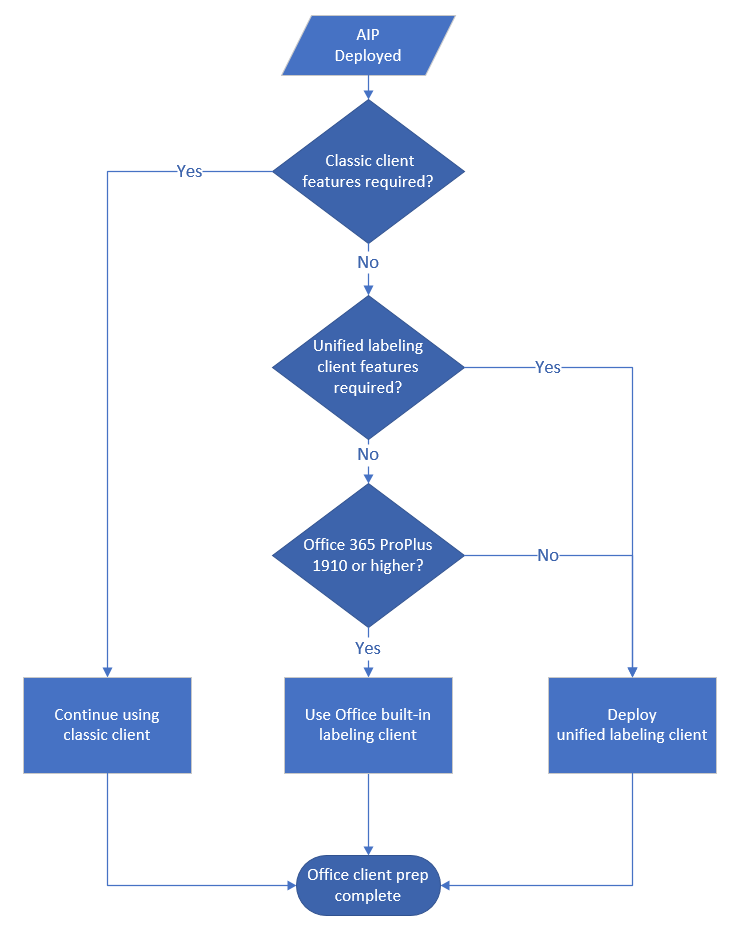 AIP
Deployed
Classic client
features required?
Yes
No
Unified labeling
client features
required?
Yes
No
Office 365 ProPlus
1910 or higher?
No
Yes
Continue using
classic client
Use Office built-in
labeling client
Deploy
unified labeling client
Office client prep
complete